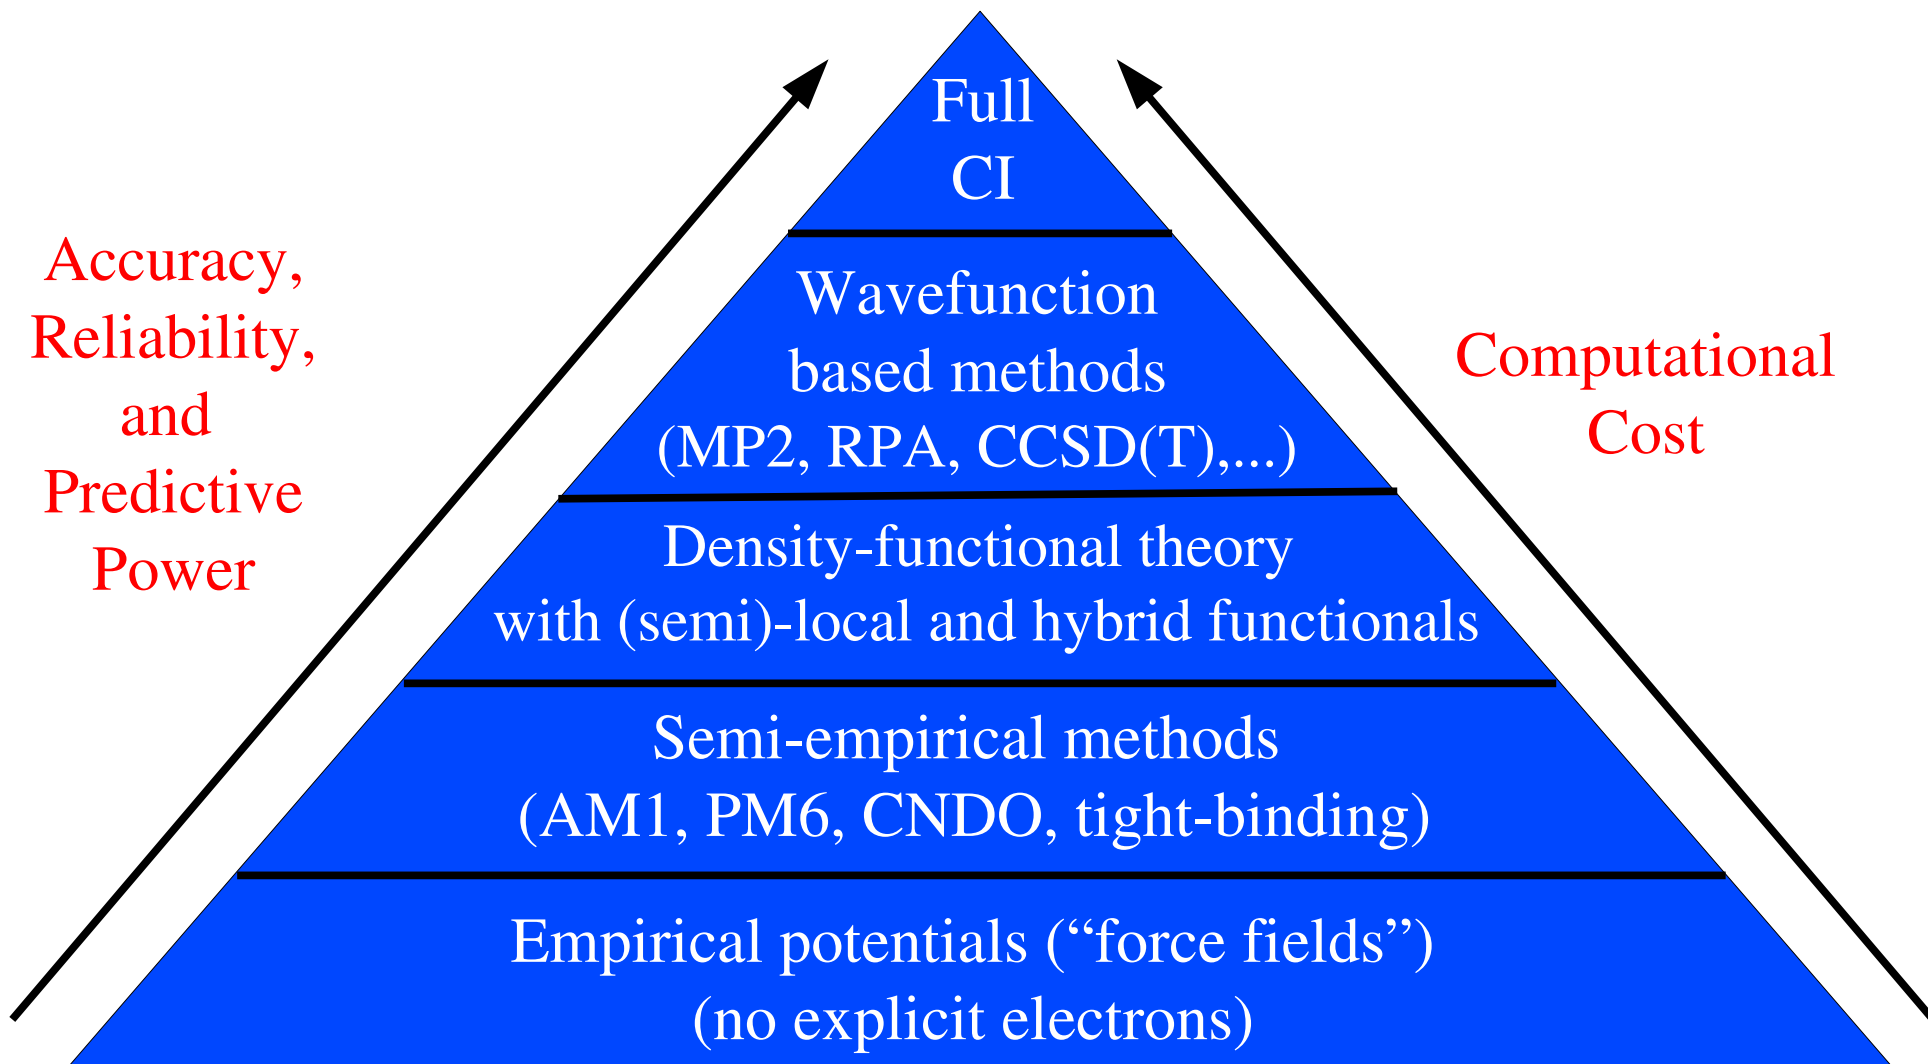 Full
CI
Accuracy,
Reliability,
and
Predictive
Power
Wavefunction
based methods
(MP2, RPA, CCSD(T),...)
Computational
Cost
Density-functional theory
with (semi)-local and hybrid functionals
Semi-empirical methods
(AM1, PM6, CNDO, tight-binding)
Empirical potentials (“force fields”)
(no explicit electrons)